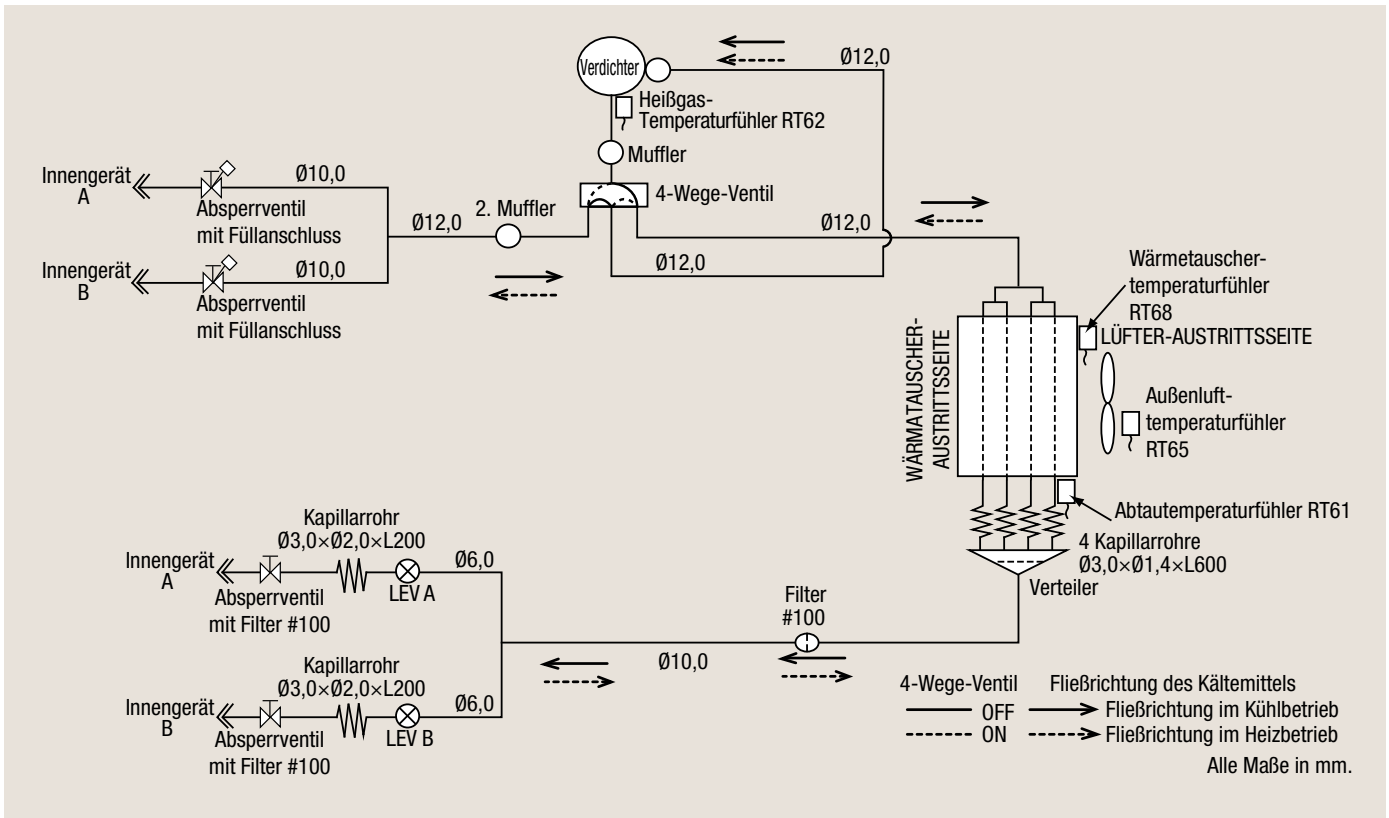 Verdichter
Ø12,0
Heißgas-
Temperaturfühler RT62
Muffler
4-Wege-Ventil
Innengerät
A
Ø10,0
Absperrventil
mit Füllanschluss
Ø12,0
2. Muffler
Ø12,0
Ø12,0
Innengerät
B
Ø10,0
Absperrventil
mit Füllanschluss
Wärmetauscher-
temperaturfühler
RT68
LÜFTER-AUSTRITTSSEITE
WÄRMATAUSCHER-
AUSTRITTSSEITE
Außenluft-
temperaturfühler
RT65
Abtautemperaturfühler RT61
4 Kapillarrohre
Ø3,0×Ø1,4×L600
Verteiler
Kapillarrohr
Ø3,0×Ø2,0×L200
Innengerät
A
Ø6,0
LEV A
Absperrventil
mit Filter #100
Filter
#100
Ø10,0
Kapillarrohr
Ø3,0×Ø2,0×L200
Innengerät
B
Ø6,0
LEV B
Absperrventil
mit Filter #100
4-Wege-Ventil Fließrichtung des Kältemittels
OFF Fließrichtung im Kühlbetrieb
ON Fließrichtung im Heizbetrieb
Alle Maße in mm.